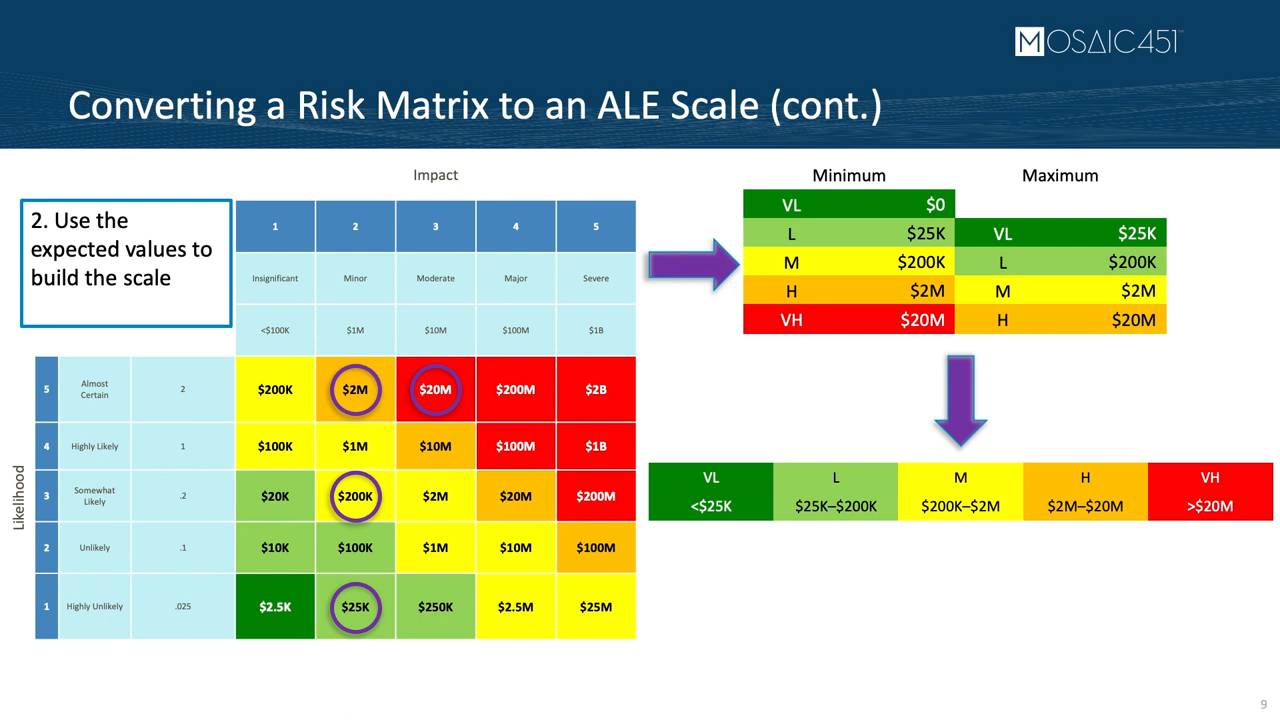 MOSAIC451
Converting a Risk Matrix to an ALE Scale (cont.)
2. Use the
expected values to
build the scale
Impact
1 2 3 4 5
Insignificant Minor Moderate Major Severe
<$100K $1M $10M $100M $1B
Likelihood
5 Almost Certain 2 $200K $2M $20M $200M $2B
4 Highly Likely 1 $100K $1M $10M $100M $1B
3 Somewhat Likely .2 $20K $200K $2M $20M $200M
2 Unlikely .1 $10K $100K $1M $10M $100M
1 Highly Unlikely .025 $2.5K $25K $250K $2.5M $25M
Minimum Maximum
VL $0
L $25K VL $25K
M $200K L $200K
H $2M M $2M
VH $20M H $20M
VL L M H VH
<$25K $25K–$200K $200K–$2M $2M–$20M >$20M
9